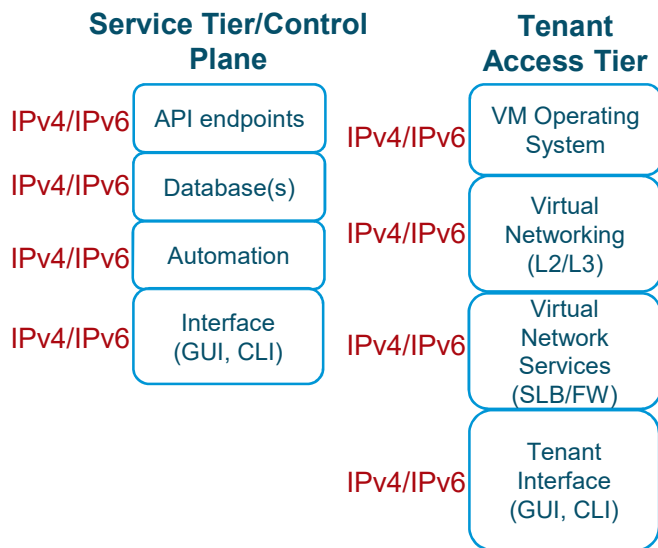 Service Tier/Control
Plane
IPv4/IPv6
API endpoints
IPv4/IPv6
Database(s)
IPv4/IPv6
Automation
IPv4/IPv6
Interface
(GUI, CLI)
Tenant
Access Tier
IPv4/IPv6
VM Operating
System
IPv4/IPv6
Virtual
Networking
(L2/L3)
IPv4/IPv6
Virtual
Network
Services
(SLB/FW)
IPv4/IPv6
Tenant
Interface
(GUI, CLI)